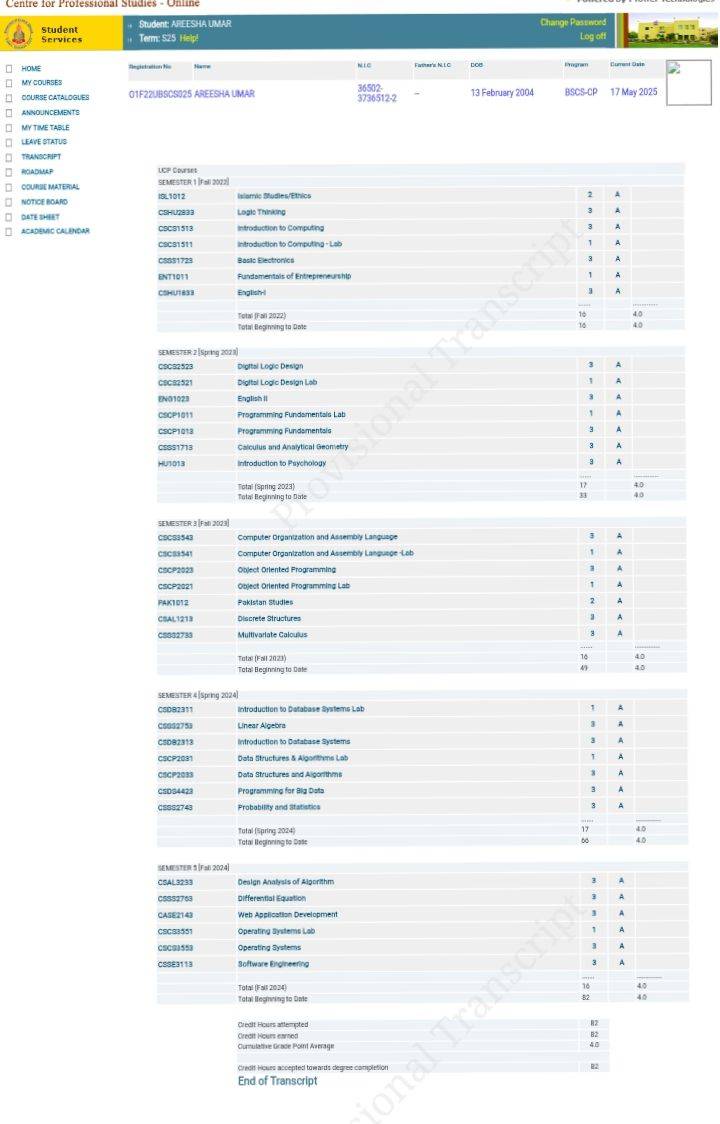 Centre for Professional Studies - Online
Powered by Flower Technologies
Student Services
Student: AREESHA UMAR
Term: S25 Help!
Change Password
Log off
HOME
MY COURSES
COURSE CATALOGUES
ANNOUNCEMENTS
MY TIME TABLE
LEAVE STATUS
TRANSCRIPT
ROADMAP
COURSE MATERIAL
NOTICE BOARD
DATE SHEET
ACADEMIC CALENDAR
Registration No Name N.I.C Father's N.I.C DOB Program Current Date
01F22UBSCS025 AREESHA UMAR 36502-3736512-2 -- 13 February 2004 BSCS-CP 17 May 2025
UCP Courses
SEMESTER 1 [Fall 2022]
ISL1012 Islamic Studies/Ethics 2 A
CSHU2833 Logic Thinking 3 A
CSCS1513 Introduction to Computing 3 A
CSCS1511 Introduction to Computing - Lab 1 A
CSSS1723 Basic Electronics 3 A
ENT1011 Fundamentals of Entrepreneurship 1 A
CSHU1833 English-I 3 A
Total (Fall 2022) 16 4.0
Total Beginning to Date 16 4.0
SEMESTER 2 [Spring 2023]
CSCS2523 Digital Logic Design 3 A
CSCS2521 Digital Logic Design Lab 1 A
ENG1023 English II 3 A
CSCP1011 Programming Fundamentals Lab 1 A
CSCP1013 Programming Fundamentals 3 A
CSSS1713 Calculus and Analytical Geometry 3 A
HU1013 Introduction to Psychology 3 A
Total (Spring 2023) 17 4.0
Total Beginning to Date 33 4.0
SEMESTER 3 [Fall 2023]
CSCS3543 Computer Organization and Assembly Language 3 A
CSCS3541 Computer Organization and Assembly Language -Lab 1 A
CSCP2023 Object Oriented Programming 3 A
CSCP2021 Object Oriented Programming Lab 1 A
PAK1012 Pakistan Studies 2 A
CSAL1213 Discrete Structures 3 A
CSSS2733 Multivariate Calculus 3 A
Total (Fall 2023) 16 4.0
Total Beginning to Date 49 4.0
SEMESTER 4 [Spring 2024]
CSDB2311 Introduction to Database Systems Lab 1 A
CSSS2753 Linear Algebra 3 A
CSDB2313 Introduction to Database Systems 3 A
CSCP2031 Data Structures & Algorithms Lab 1 A
CSCP2033 Data Structures and Algorithms 3 A
CSDS4423 Programming for Big Data 3 A
CSSS2743 Probability and Statistics 3 A
Total (Spring 2024) 17 4.0
Total Beginning to Date 66 4.0
SEMESTER 5 [Fall 2024]
CSAL3233 Design Analysis of Algorithm 3 A
CSSS2763 Differential Equation 3 A
CASE2143 Web Application Development 3 A
CSCS3551 Operating Systems Lab 1 A
CSCS3553 Operating Systems 3 A
CSSE3113 Software Engineering 3 A
Total (Fall 2024) 16 4.0
Total Beginning to Date 82 4.0
Credit Hours attempted 82
Credit Hours earned 82
Cumulative Grade Point Average 4.0
Credit Hours accepted towards degree completion 82
End of Transcript
Provisional Transcript
sional Transcript